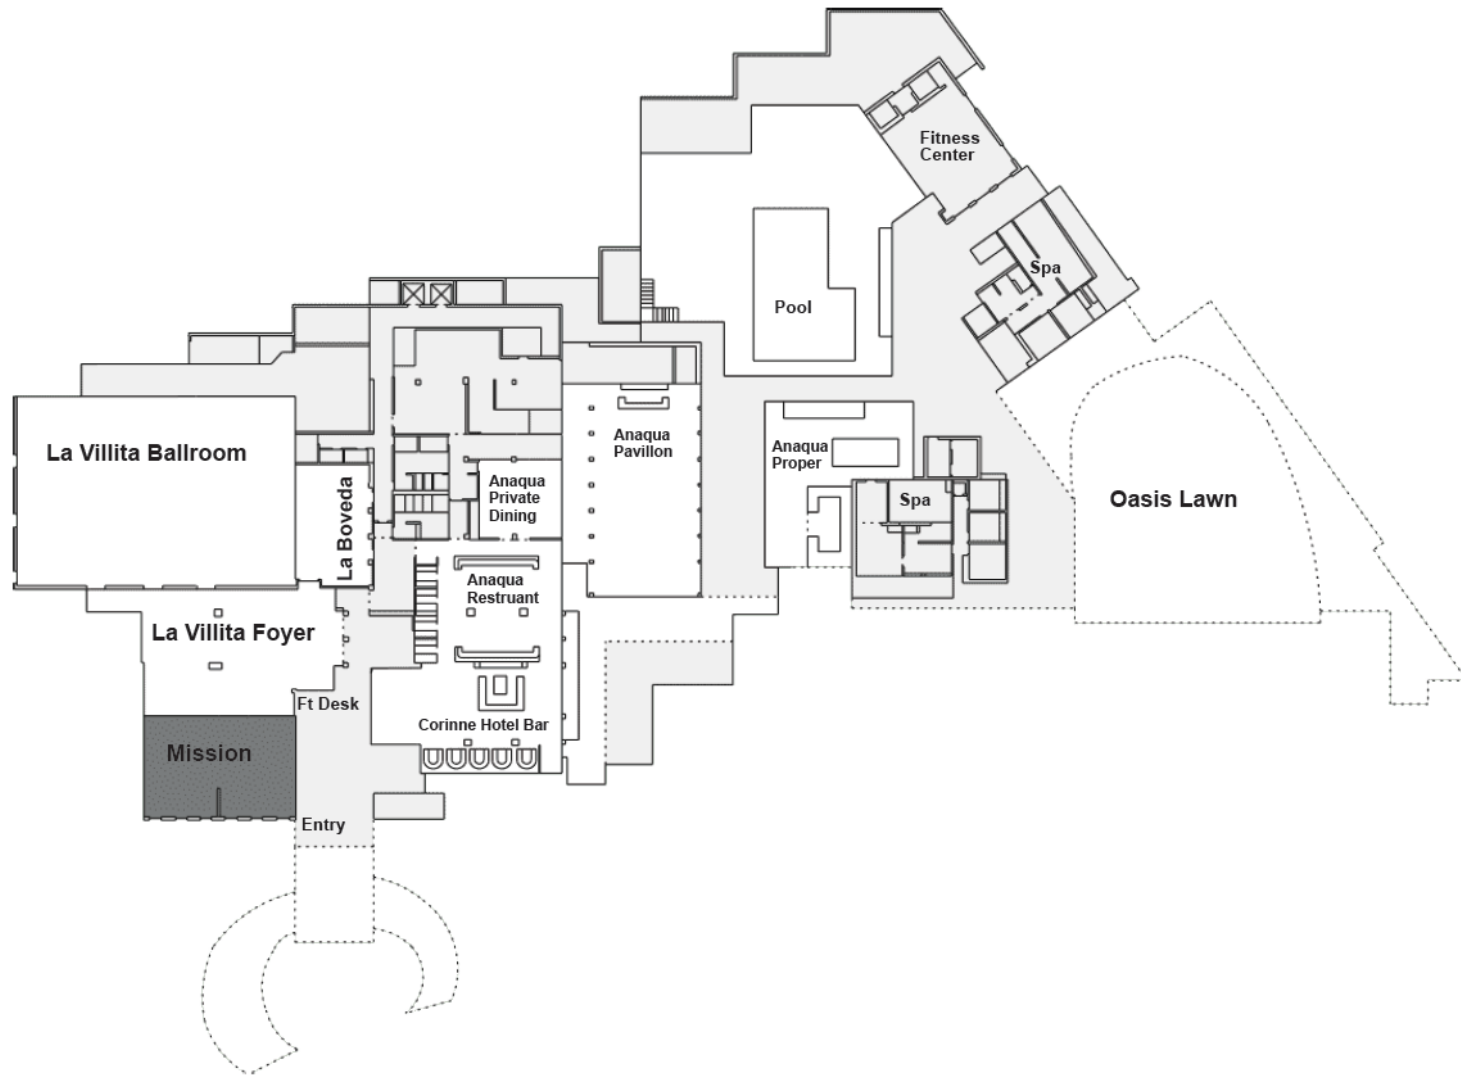 Fitness
Center
Spa
Pool
La Villita Ballroom
Anaqua
Pavillon
Anaqua
Proper
Anaqua
Private
Dining
La Boveda
Spa
Oasis Lawn
Anaqua
Restruant
La Villita Foyer
Ft Desk
Corinne Hotel Bar
Mission
Entry